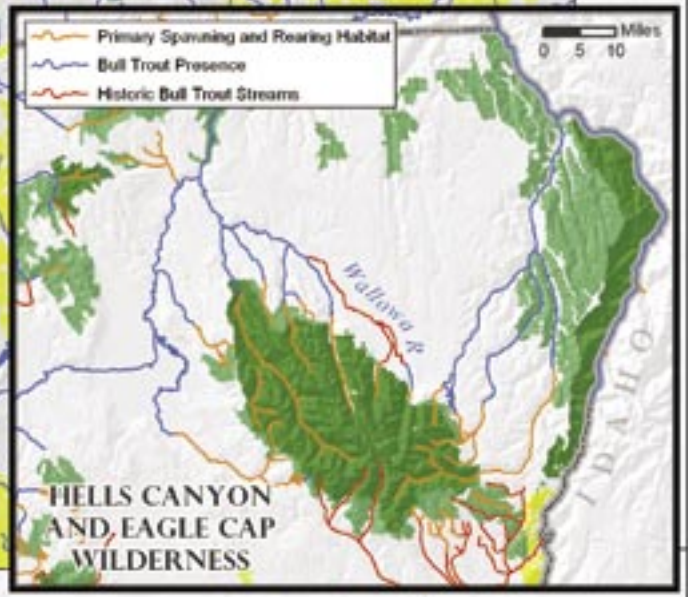 Primary Spawning and Rearing Habitat
Bull Trout Presence
Historic Bull Trout Streams
Miles
0 5 10
Wallowa R
IDAHO
HELLS CANYON
AND EAGLE CAP
WILDERNESS